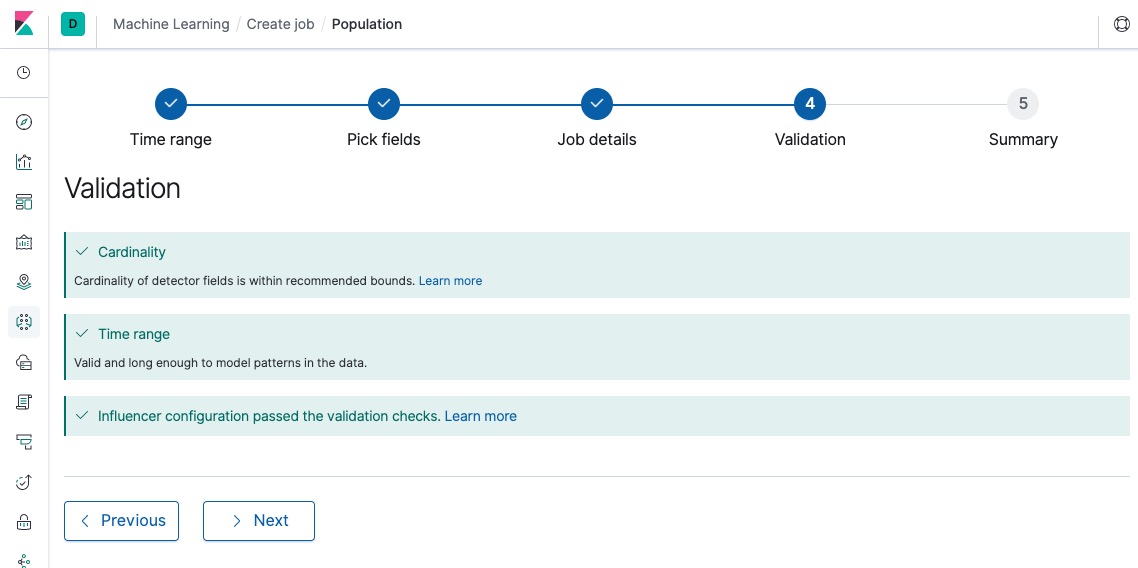 D
Machine Learning / Create job / Population
4
5
Time range
Pick fields
Job details
Validation
Summary
Validation
Cardinality
Cardinality of detector fields is within recommended bounds. Learn more
Time range
Valid and long enough to model patterns in the data.
Influencer configuration passed the validation checks. Learn more
Previous
Next